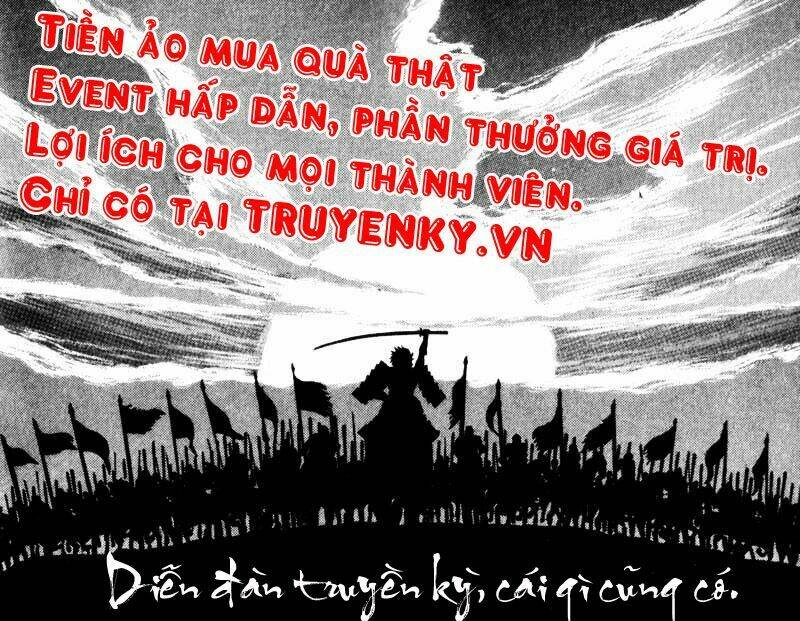 Tiền ảo mua quà thật
Event hấp dẫn, phần thưởng giá trị.
Lợi ích cho mọi thành viên.
Chỉ có tại TRUYENKY.VN
Diễn đàn truyền kỳ, cái gì cũng có.